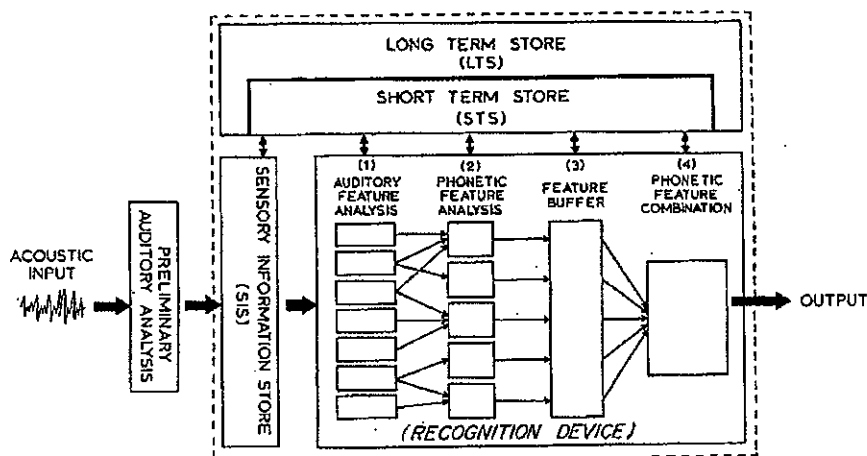 LONG TERM STORE
(LTS)
SHORT TERM STORE
(STS)
ACOUSTIC
INPUT
PRELIMINARY
AUDITORY ANALYSIS
SENSORY INFORMATION STORE
(SIS)
(1)
AUDITORY
FEATURE
ANALYSIS
(2)
PHONETIC
FEATURE
ANALYSIS
(3)
FEATURE
BUFFER
(4)
PHONETIC
FEATURE
COMBINATION
OUTPUT
(RECOGNITION DEVICE)